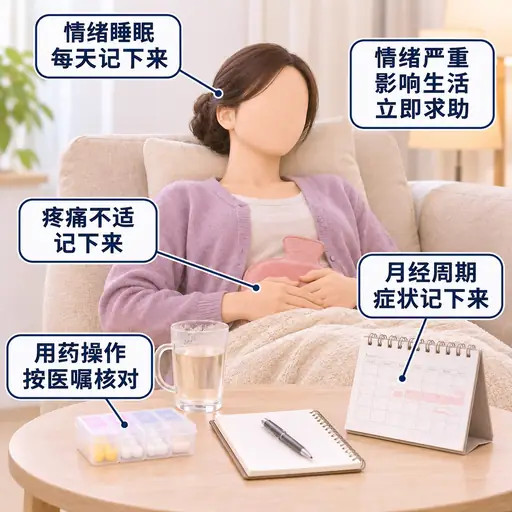 情绪睡眠
每天记下来
情绪严重
影响生活
立即求助
疼痛不适
记下来
月经周期
症状记下来
用药操作
按医嘱核对